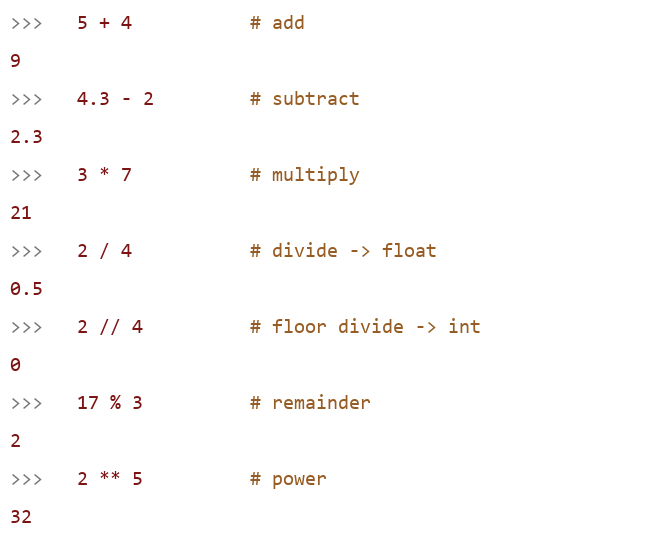 >>>   5 + 4           # add
9
>>>   4.3 - 2         # subtract
2.3
>>>   3 * 7           # multiply
21
>>>   2 / 4           # divide -> float
0.5
>>>   2 // 4          # floor divide -> int
0
>>>   17 % 3          # remainder
2
>>>   2 ** 5          # power
32